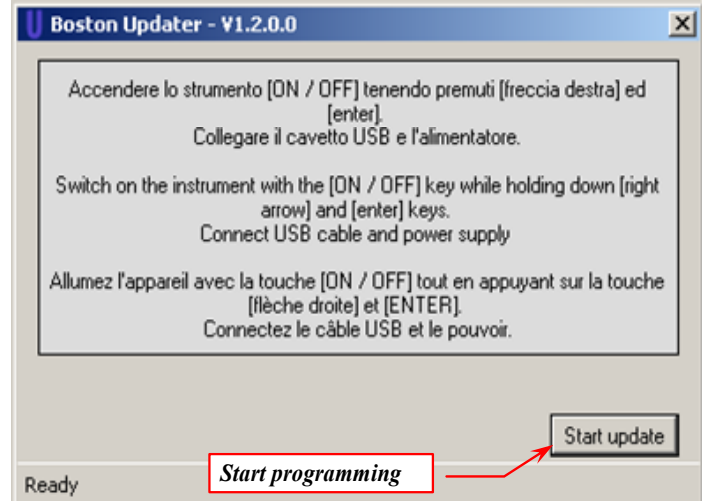 Boston Updater - V1.2.0.0
Accendere lo strumento [ON / OFF] tenendo premuti [freccia destra] ed
[enter].
Collegare il cavetto USB e l'alimentatore.
Switch on the instrument with the [ON / OFF] key while holding down [right
arrow] and [enter] keys.
Connect USB cable and power supply
Allumez l'appareil avec la touche [ON / OFF] tout en appuyant sur la touche
[flèche droite] et [ENTER].
Connectez le câble USB et le pouvoir.
Start update
Start programming
Ready